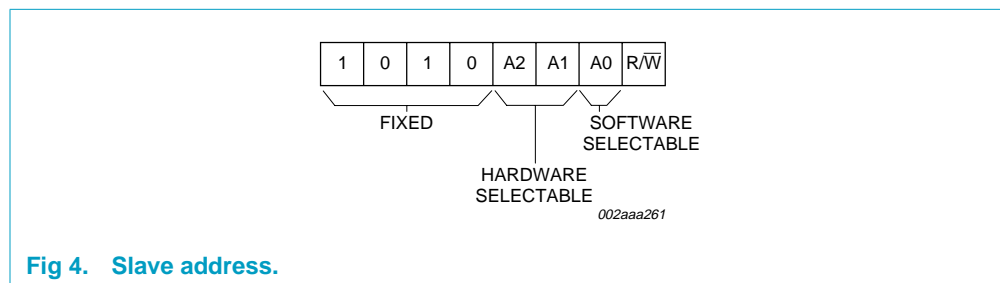 1 0 1 0 A2 A1 A0 R/W̅
FIXED
SOFTWARE
SELECTABLE
HARDWARE
SELECTABLE
002aaa261
Fig 4. Slave address.